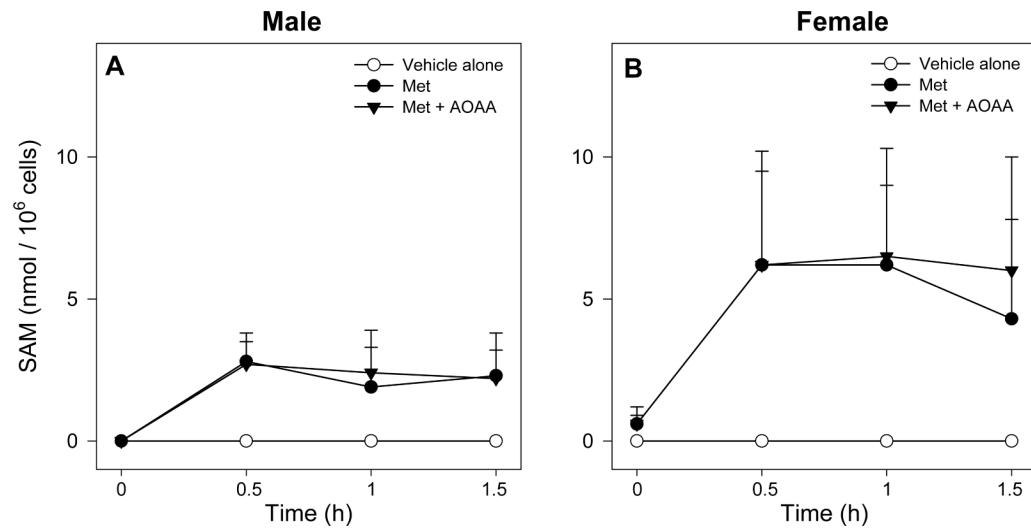 Male
A
Vehicle alone
Met
Met + AOAA
SAM (nmol / 10⁶ cells)
10
5
0
0
0.5
1
1.5
Time (h)
Female
B
Vehicle alone
Met
Met + AOAA
10
5
0
0
0.5
1
1.5
Time (h)